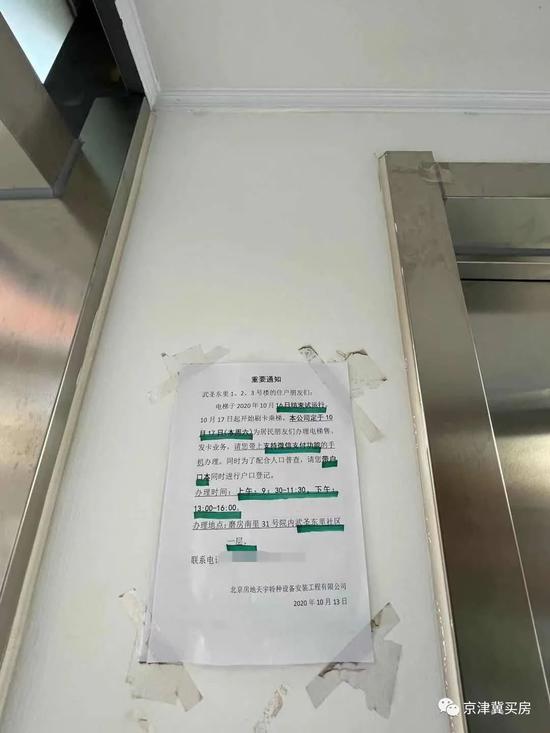 重要通知
武圣东里1、2、3号楼的住户朋友们:
电梯于2020年10月16日结束试运行,
10月17日起开始刷卡乘梯。本公司定于10
月17日(本周六)为居民朋友们办理电梯售、
发卡业务,请您带上支持微信支付功能的手
机办理。同时为了配合人口普查,请您带户
口本同时进行户口登记。
办理时间:上午:9:30-11:30,下午:
13:00-16:00。
办理地点:磨房南里31号院内武圣东里社区
一层。
联系电话
北京房地天宇特种设备安装工程有限公司
2020年10月13日
京津冀买房